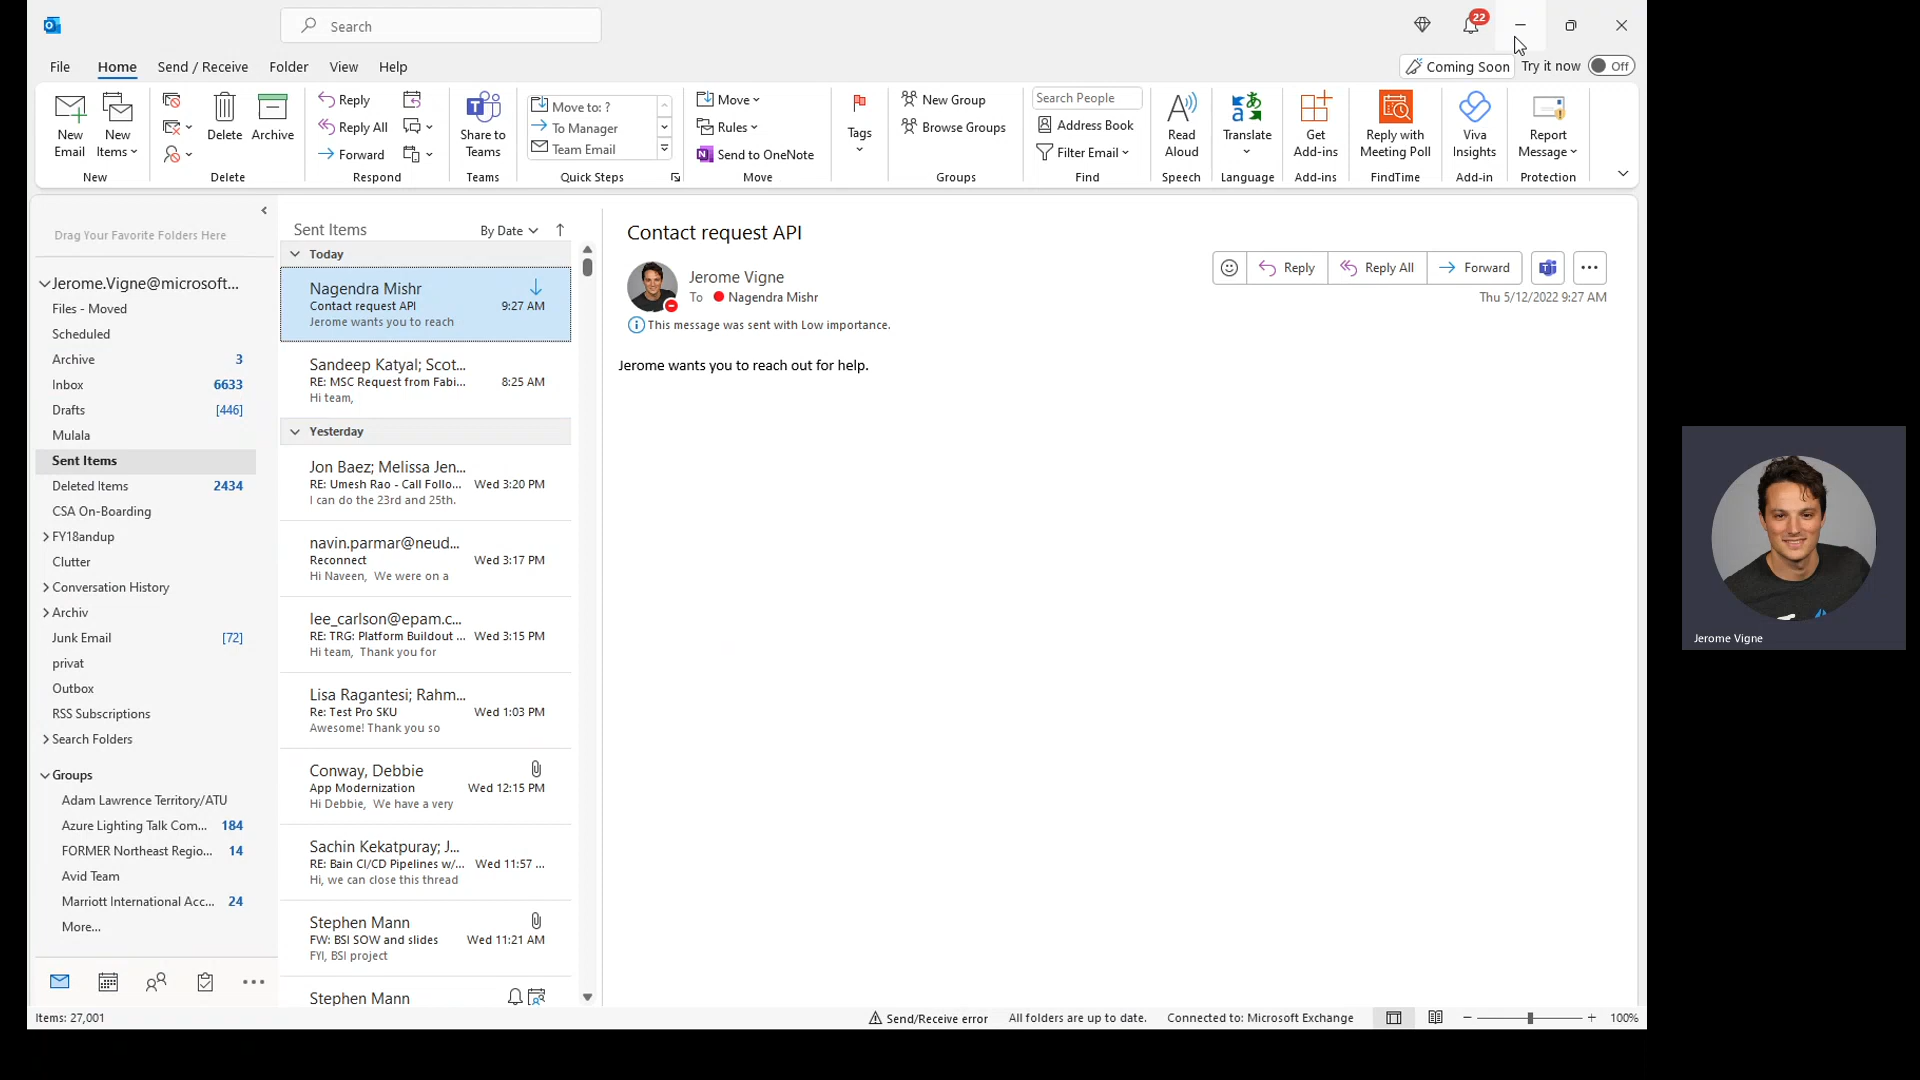 Search
22
File
Home
Send / Receive
Folder
View
Help
Coming Soon
Try it now
Off
New
Email
New
Items
New
Delete
Archive
Delete
Reply
Reply All
Forward
Respond
Share to
Teams
Teams
Move to: ?
To Manager
Team Email
Quick Steps
Move
Rules
Send to OneNote
Move
Tags
New Group
Browse Groups
Groups
Search People
Address Book
Filter Email
Find
Read
Aloud
Speech
Translate
Language
Get
Add-ins
Add-ins
Reply with
Meeting Poll
FindTime
Viva
Insights
Add-in
Report
Message
Protection
Drag Your Favorite Folders Here
Jerome.Vigne@microsoft...
Files - Moved
Scheduled
Archive 3
Inbox 6633
Drafts [446]
Mulala
Sent Items
Deleted Items 2434
CSA On-Boarding
FY18andup
Clutter
Conversation History
Archiv
Junk Email [72]
privat
Outbox
RSS Subscriptions
Search Folders
Groups
Adam Lawrence Territory/ATU
Azure Lighting Talk Com... 184
FORMER Northeast Regio... 14
Avid Team
Marriott International Acc... 24
More...
Items: 27,001
Sent Items By Date
Today
Nagendra Mishr
Contact request API 9:27 AM
Jerome wants you to reach
Sandeep Katyal; Scot...
RE: MSC Request from Fabi... 8:25 AM
Hi team,
Yesterday
Jon Baez; Melissa Jen...
RE: Umesh Rao - Call Follo... Wed 3:20 PM
I can do the 23rd and 25th.
navin.parmar@neud...
Reconnect Wed 3:17 PM
Hi Naveen, We were on a
lee_carlson@epam.c...
RE: TRG: Platform Buildout ... Wed 3:15 PM
Hi team, Thank you for
Lisa Ragantesi; Rahm...
Re: Test Pro SKU Wed 1:03 PM
Awesome! Thank you so
Conway, Debbie
App Modernization Wed 12:15 PM
Hi Debbie, We have a very
Sachin Kekatpuray; J...
RE: Bain CI/CD Pipelines w/... Wed 11:57 ...
Hi, we can close this thread
Stephen Mann
FW: BSI SOW and slides Wed 11:21 AM
FYI, BSI project
Stephen Mann
Contact request API
Jerome Vigne
To Nagendra Mishr
Reply
Reply All
Forward
Thu 5/12/2022 9:27 AM
This message was sent with Low importance.
Jerome wants you to reach out for help.
Send/Receive error
All folders are up to date.
Connected to: Microsoft Exchange
100%
Jerome Vigne